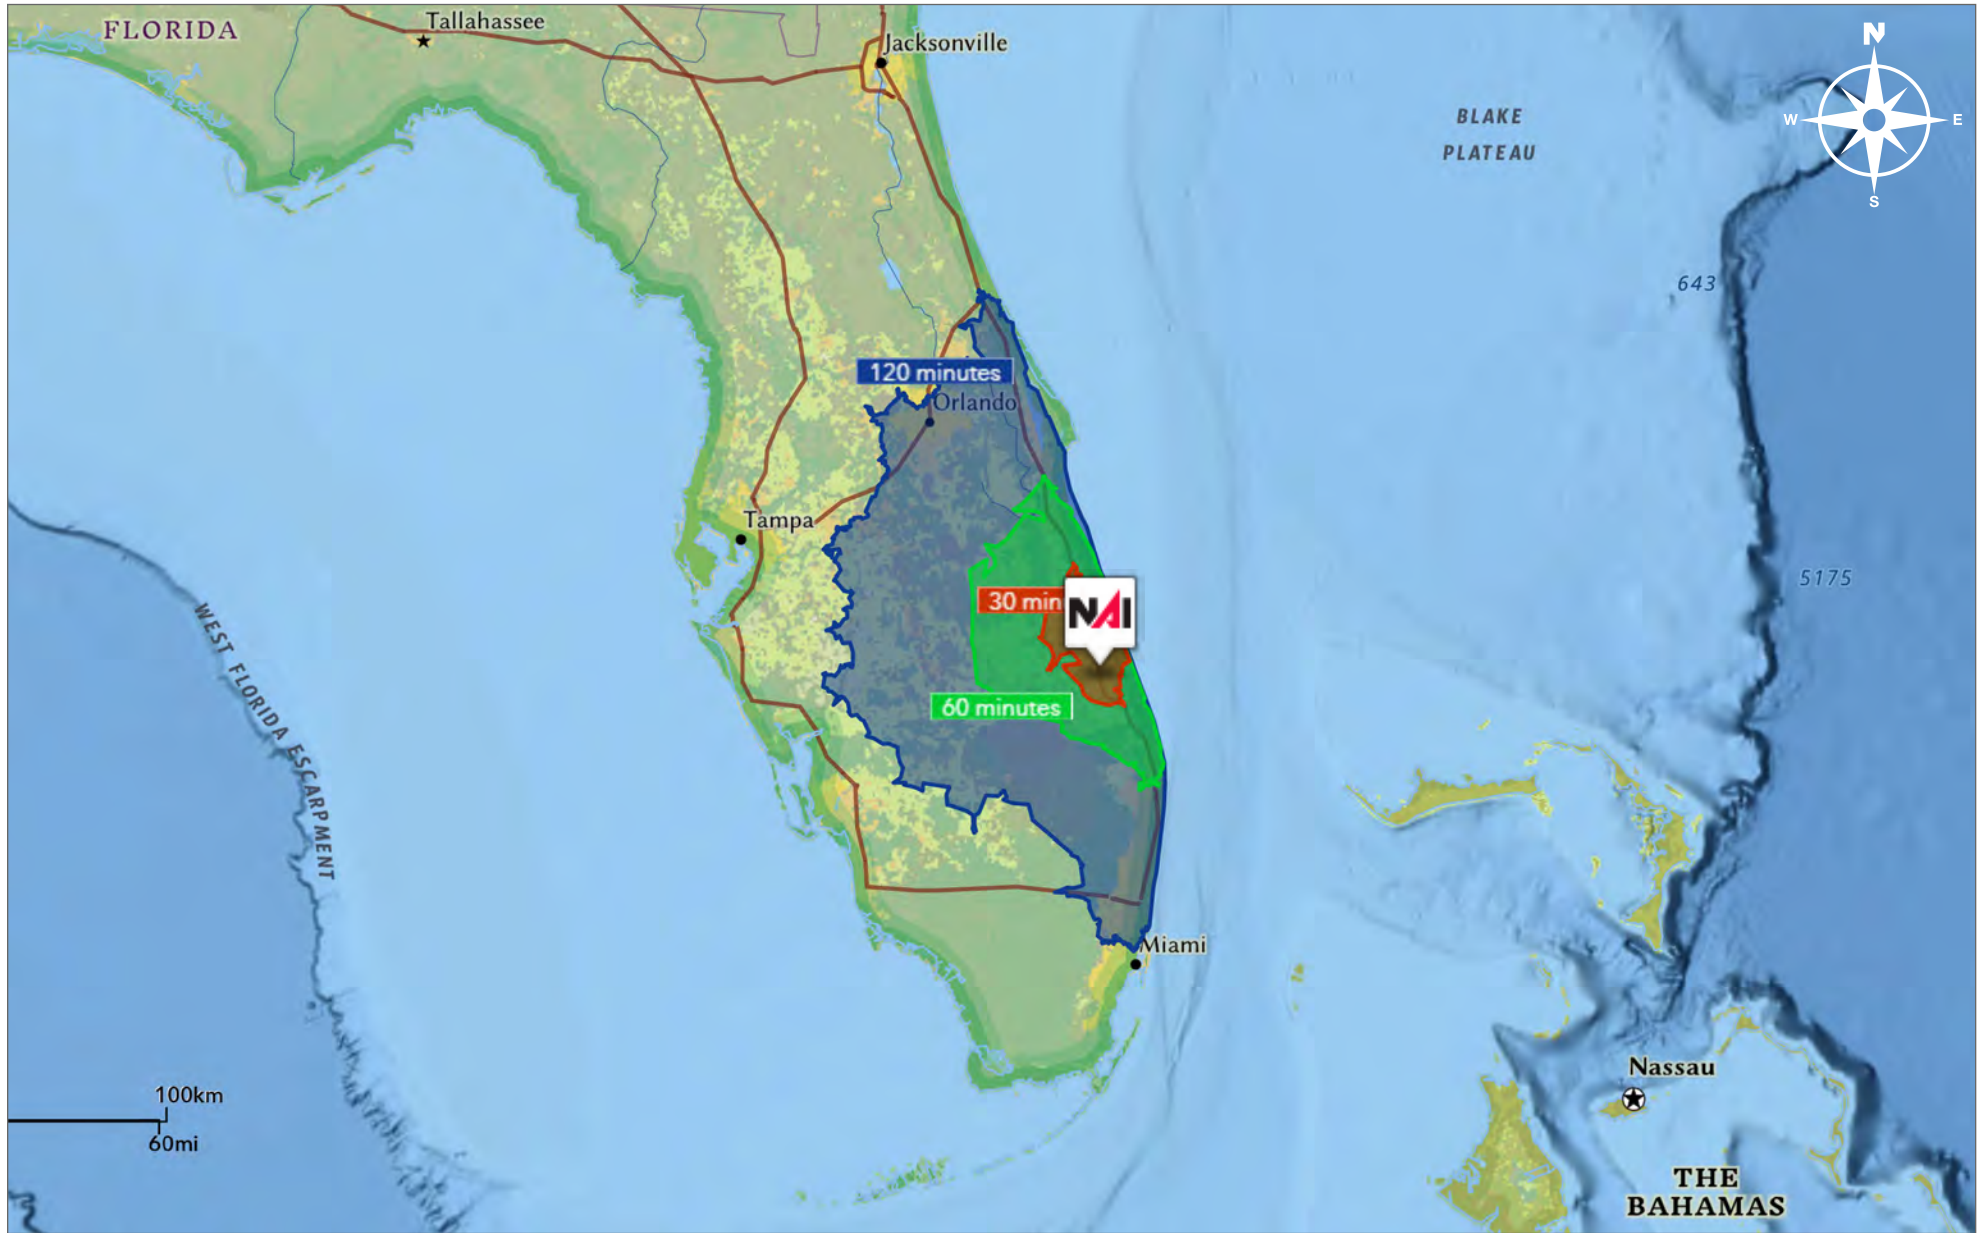 FLORIDA
Tallahassee
Jacksonville
N
W
E
S
BLAKE
PLATEAU
643
120 minutes
Orlando
Tampa
5175
30 min
NAI
WEST FLORIDA ESCARPMENT
60 minutes
Miami
Nassau
100km
60mi
THE
BAHAMAS